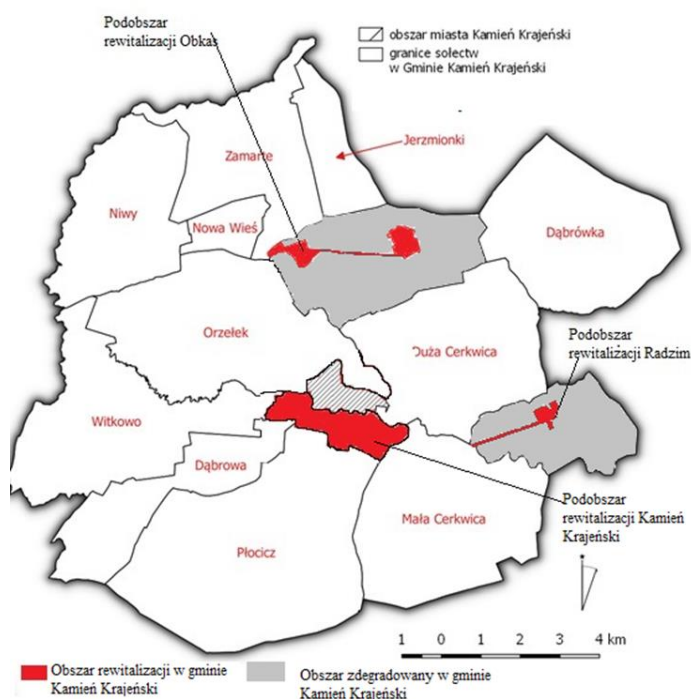 Podobszar
rewitalizacji Obkas
obszar miasta Kamień Krajeński
granice sołectw
w Gminie Kamień Krajeński
Jerzmionki
Zamarte
Niwy
Nowa Wieś
Dąbrówka
Orzełek
Duża Cerkwica
Podobszar
rewitalizacji Radzim
Witkowo
Dąbrowa
Mała Cerkwica
Płocicz
Podobszar
rewitalizacji Kamień
Krajeński
1 0 1 2 3 4 km
Obszar rewitalizacji w gminie
Kamień Krajeński
Obszar zdegradowany w gminie
Kamień Krajeński